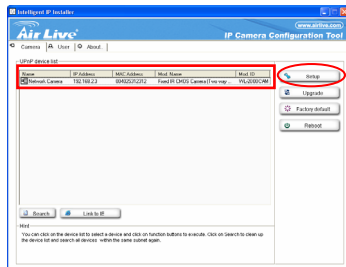 Intelligent IP Installer
www.airlive.com
Air Live
IP Camera Configuration Tool
Camera User About
UPnP device list
Name IP Address MAC Address Mod. Name Mod. ID
Network Camera 192.168.2.3 Fixed IR CMOS Camera (Two way ...
Setup
Upgrade
Factory default
Reboot
Search Link to IE
Hint
You can click on the device list to select a device and click on function buttons to execute. Click on Search to clean up
the device list and search all devices within the same subnet again.